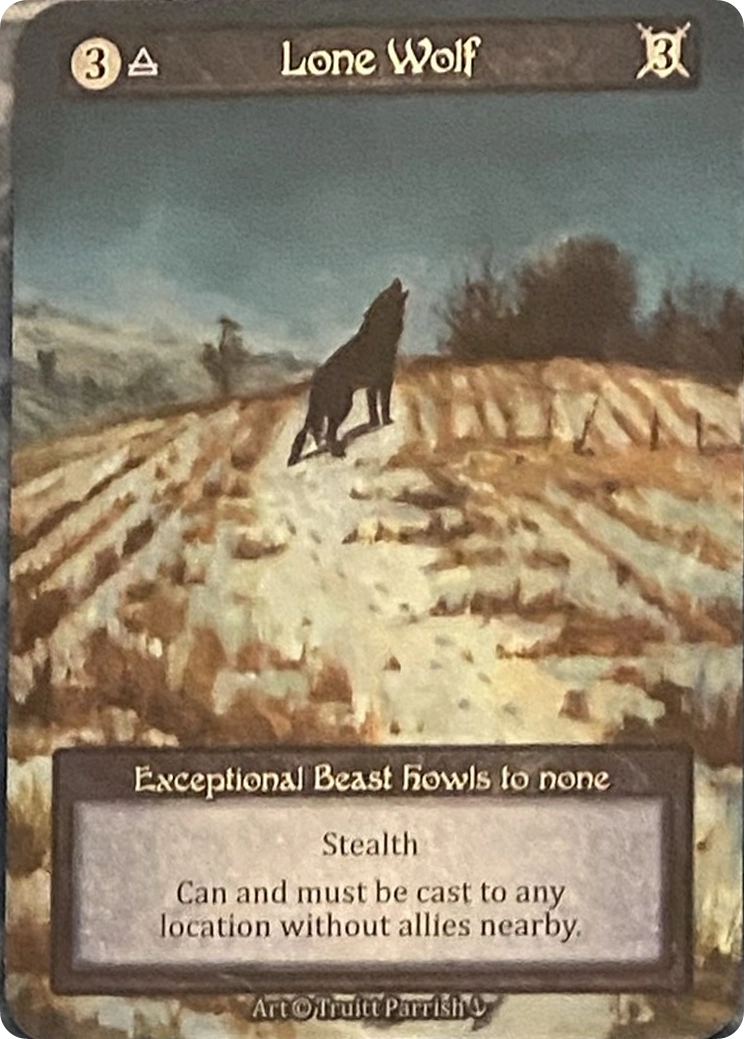 3 Lone Wolf 3
Exceptional Beast howls to none
Stealth
Can and must be cast to any
location without allies nearby.
Art © Truitt Parrish